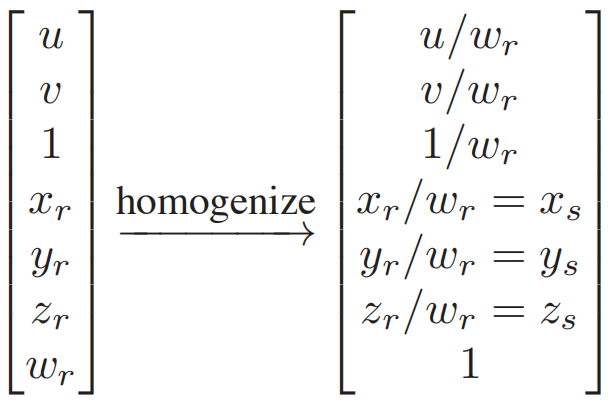 u u/w_r
v v/w_r
1 1/w_r
x_r homogenize x_r/w_r = x_s
y_r y_r/w_r = y_s
z_r z_r/w_r = z_s
w_r 1